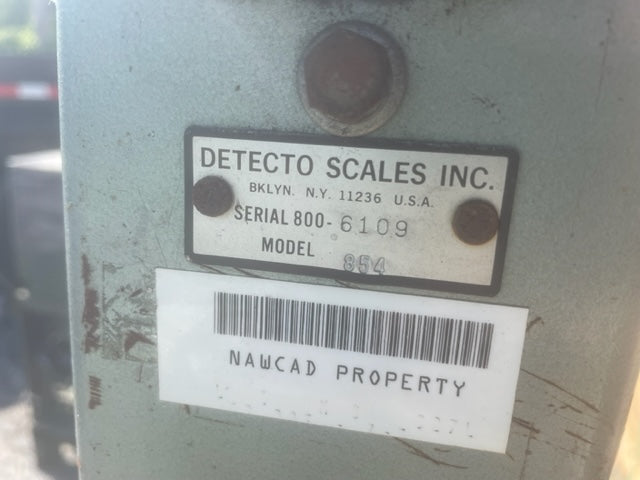 DETECTO SCALES INC.
BKLYN. N.Y. 11236 U.S.A.
SERIAL 800- 6109
MODEL 854
NAWCAD PROPERTY